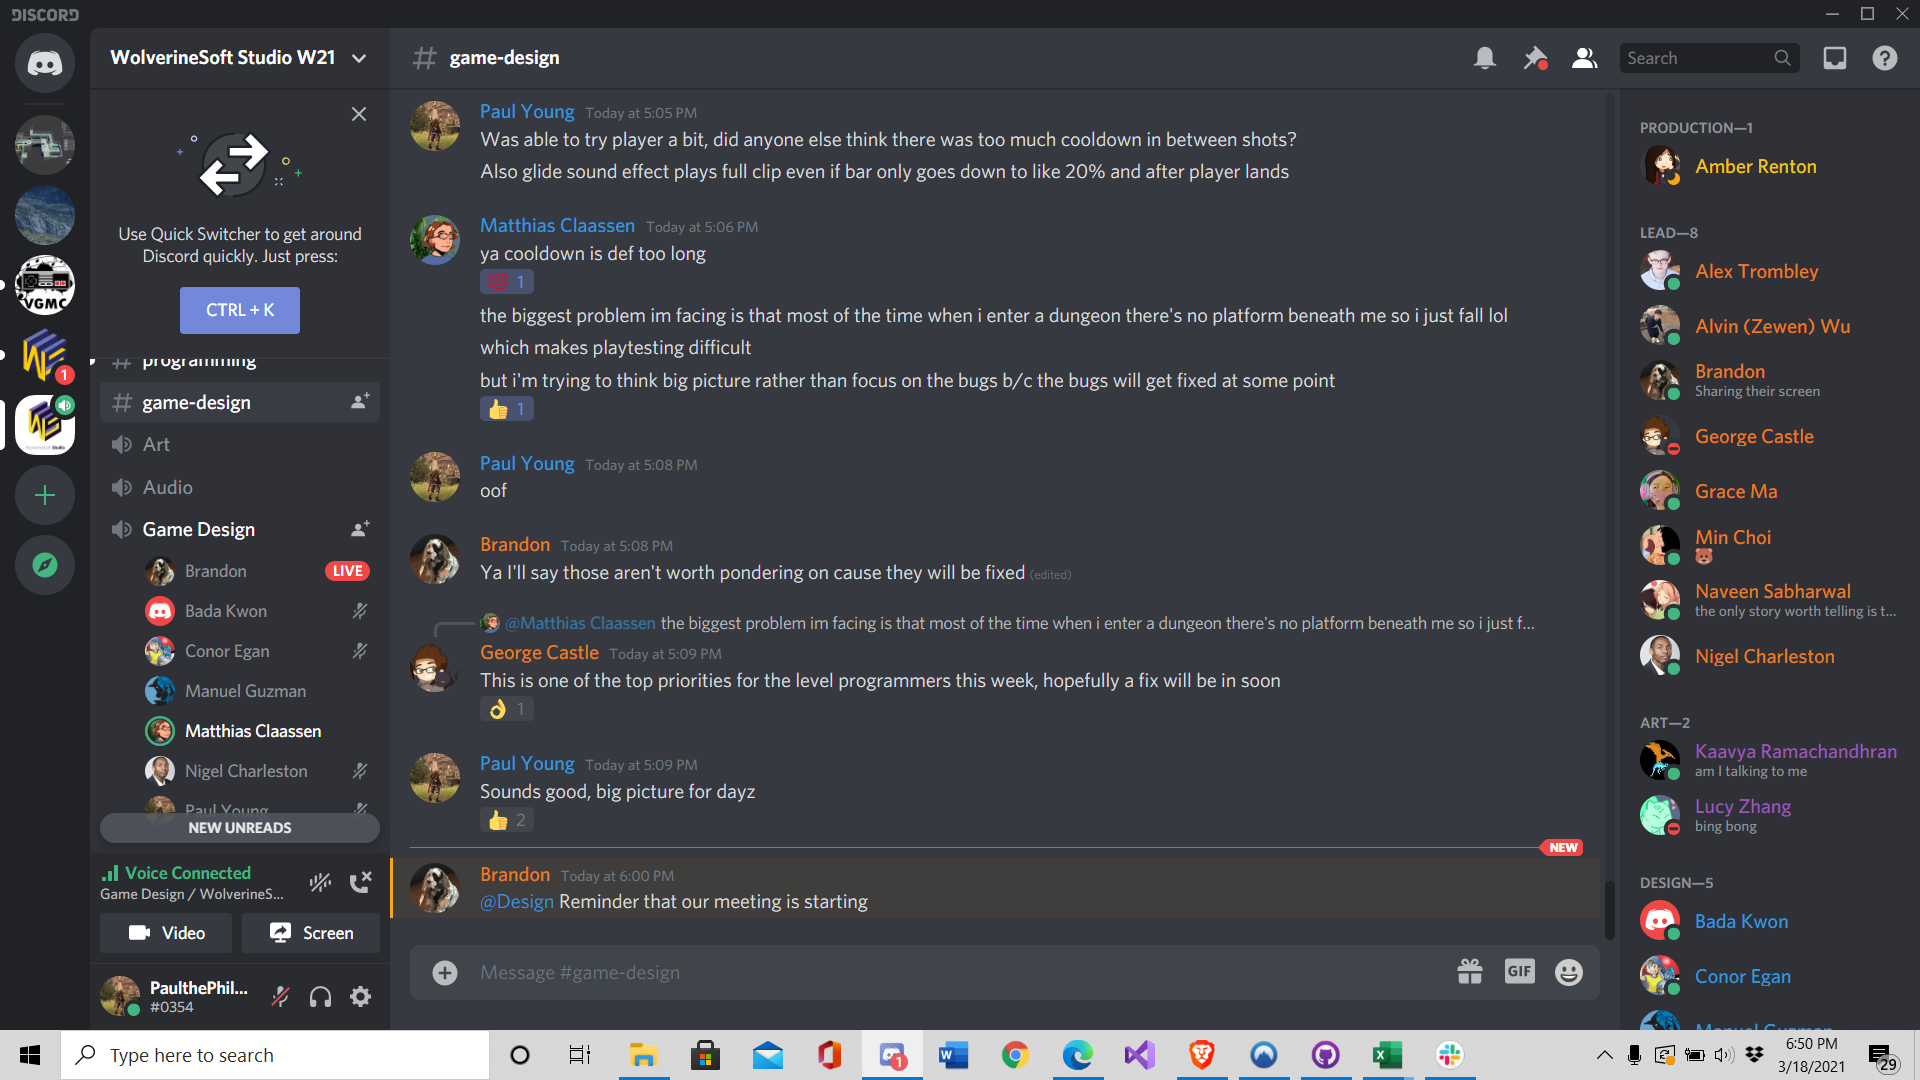 DISCORD
WolverineSoft Studio W21
Use Quick Switcher to get around
Discord quickly. Just press:
CTRL + K
VGMC
1
programming
game-design
Art
Audio
Game Design
Brandon
LIVE
Bada Kwon
Conor Egan
Manuel Guzman
Matthias Claassen
Nigel Charleston
Paul Young
NEW UNREADS
Voice Connected
Game Design / WolverineS...
Video
Screen
PaulthePhil...
#0354
game-design
Search
Paul Young Today at 5:05 PM
Was able to try player a bit, did anyone else think there was too much cooldown in between shots?
Also glide sound effect plays full clip even if bar only goes down to like 20% and after player lands
Matthias Claassen Today at 5:06 PM
ya cooldown is def too long
💯 1
the biggest problem im facing is that most of the time when i enter a dungeon there's no platform beneath me so i just fall lol
which makes playtesting difficult
but i'm trying to think big picture rather than focus on the bugs b/c the bugs will get fixed at some point
👍 1
Paul Young Today at 5:08 PM
oof
Brandon Today at 5:08 PM
Ya I'll say those aren't worth pondering on cause they will be fixed (edited)
@Matthias Claassen the biggest problem im facing is that most of the time when i enter a dungeon there's no platform beneath me so i just f...
George Castle Today at 5:09 PM
This is one of the top priorities for the level programmers this week, hopefully a fix will be in soon
👌 1
Paul Young Today at 5:09 PM
Sounds good, big picture for dayz
👍 2
NEW
Brandon Today at 6:00 PM
@Design Reminder that our meeting is starting
Message #game-design
GIF
PRODUCTION—1
Amber Renton
LEAD—8
Alex Trombley
Alvin (Zewen) Wu
Brandon
Sharing their screen
George Castle
Grace Ma
Min Choi
🐻
Naveen Sabharwal
the only story worth telling is t...
Nigel Charleston
ART—2
Kaavya Ramachandhran
am I talking to me
Lucy Zhang
bing bong
DESIGN—5
Bada Kwon
Conor Egan
Manuel Guzman
Type here to search
1
6:50 PM
3/18/2021
29